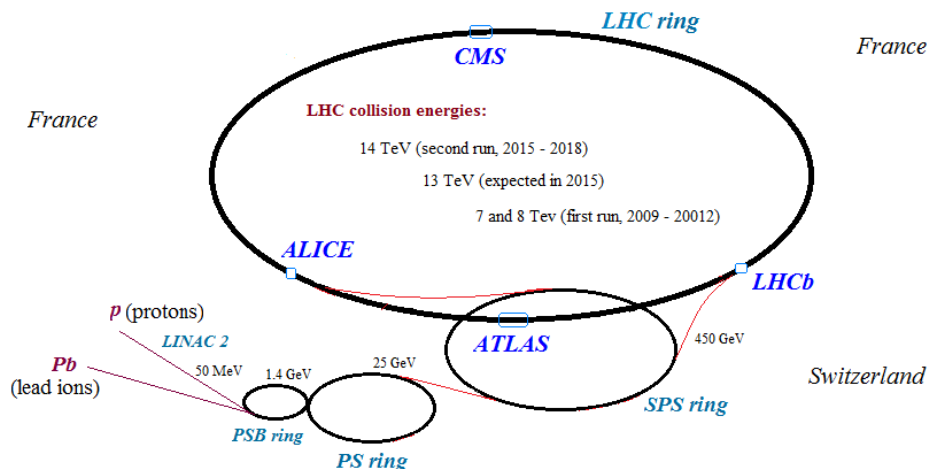 LHC ring
France
CMS
LHC collision energies:
France
14 TeV (second run, 2015 - 2018)
13 TeV (expected in 2015)
7 and 8 Tev (first run, 2009 - 20012)
ALICE
LHCb
p (protons)
LINAC 2
ATLAS
450 GeV
Pb
(lead ions)
50 MeV
1.4 GeV
25 GeV
Switzerland
SPS ring
PSB ring
PS ring